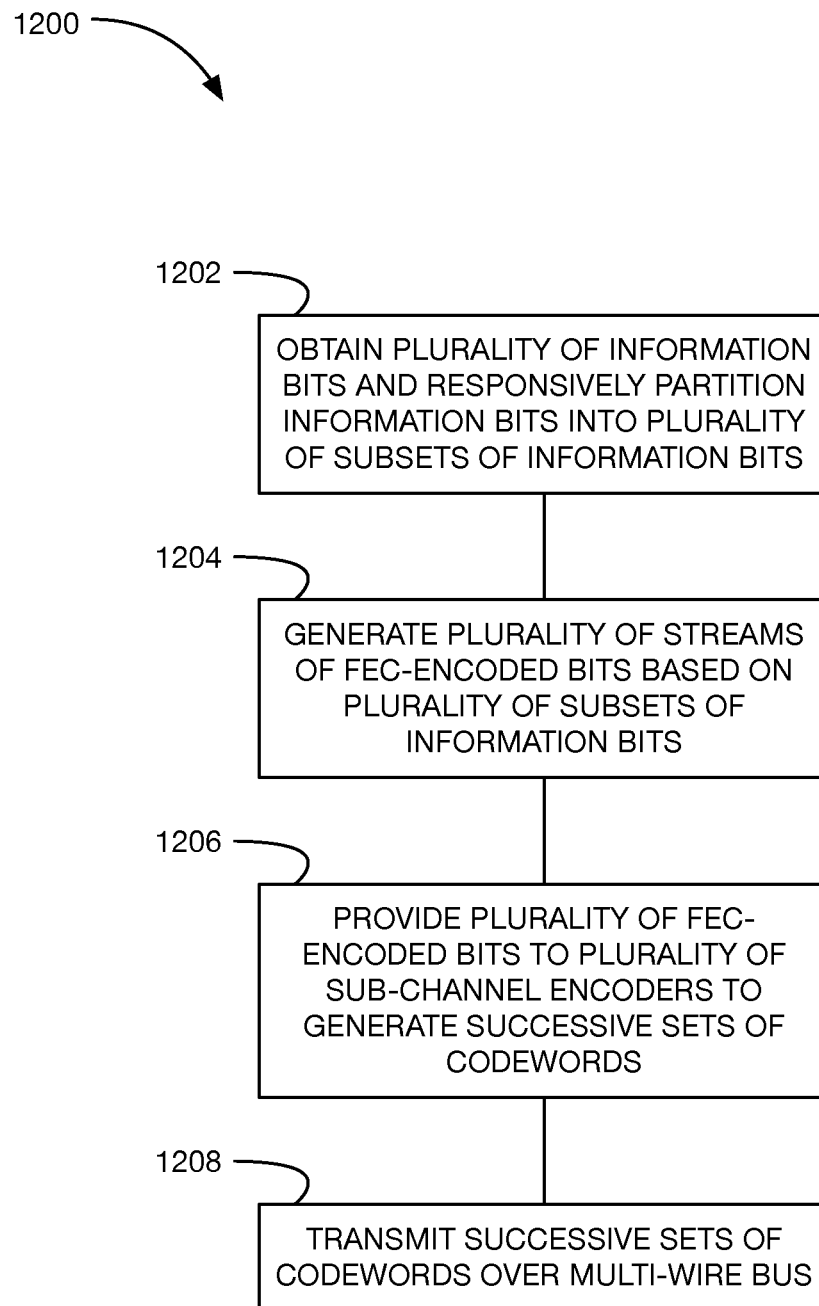 1200
1202
OBTAIN PLURALITY OF INFORMATION
BITS AND RESPONSIVELY PARTITION
INFORMATION BITS INTO PLURALITY
OF SUBSETS OF INFORMATION BITS
1204
GENERATE PLURALITY OF STREAMS
OF FEC-ENCODED BITS BASED ON
PLURALITY OF SUBSETS OF
INFORMATION BITS
1206
PROVIDE PLURALITY OF FEC-
ENCODED BITS TO PLURALITY OF
SUB-CHANNEL ENCODERS TO
GENERATE SUCCESSIVE SETS OF
CODEWORDS
1208
TRANSMIT SUCCESSIVE SETS OF
CODEWORDS OVER MULTI-WIRE BUS